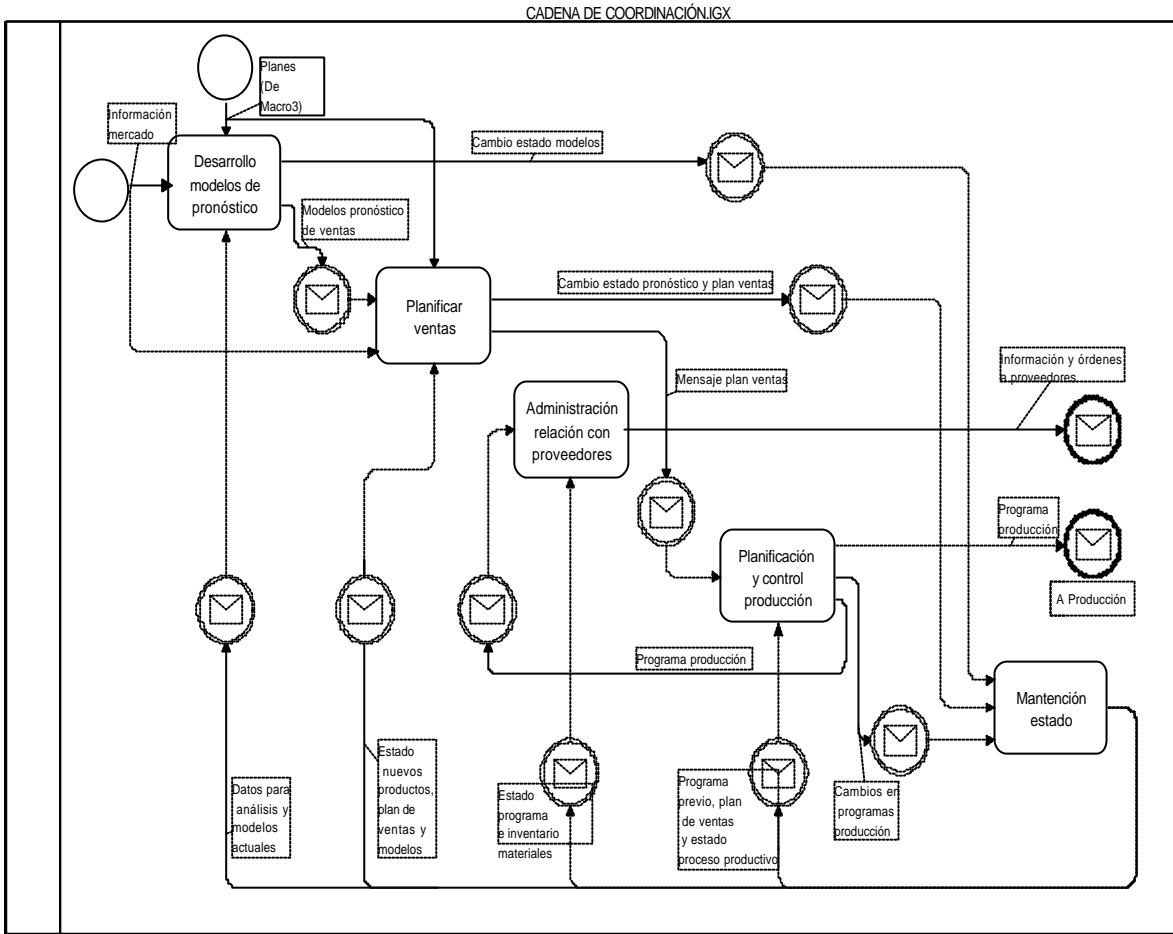 CADENA DE COORDINACIÓN.IGX
Planes
(De
Macro3)
Información
mercado
Desarrollo
modelos de
pronóstico
Cambio estado modelos
Modelos pronóstico
de ventas
Planificar
ventas
Cambio estado pronóstico y plan ventas
Mensaje plan ventas
Información y órdenes
a proveedores
Administración
relación con
proveedores
Programa
producción
Planificación
y control
producción
A Producción
Programa producción
Mantención
estado
Datos para
análisis y
modelos
actuales
Estado
nuevos
productos,
plan de
ventas y
modelos
Estado
programa
e inventario
materiales
Programa
previo, plan
de ventas
y estado
proceso productivo
Cambios en
programas
producción